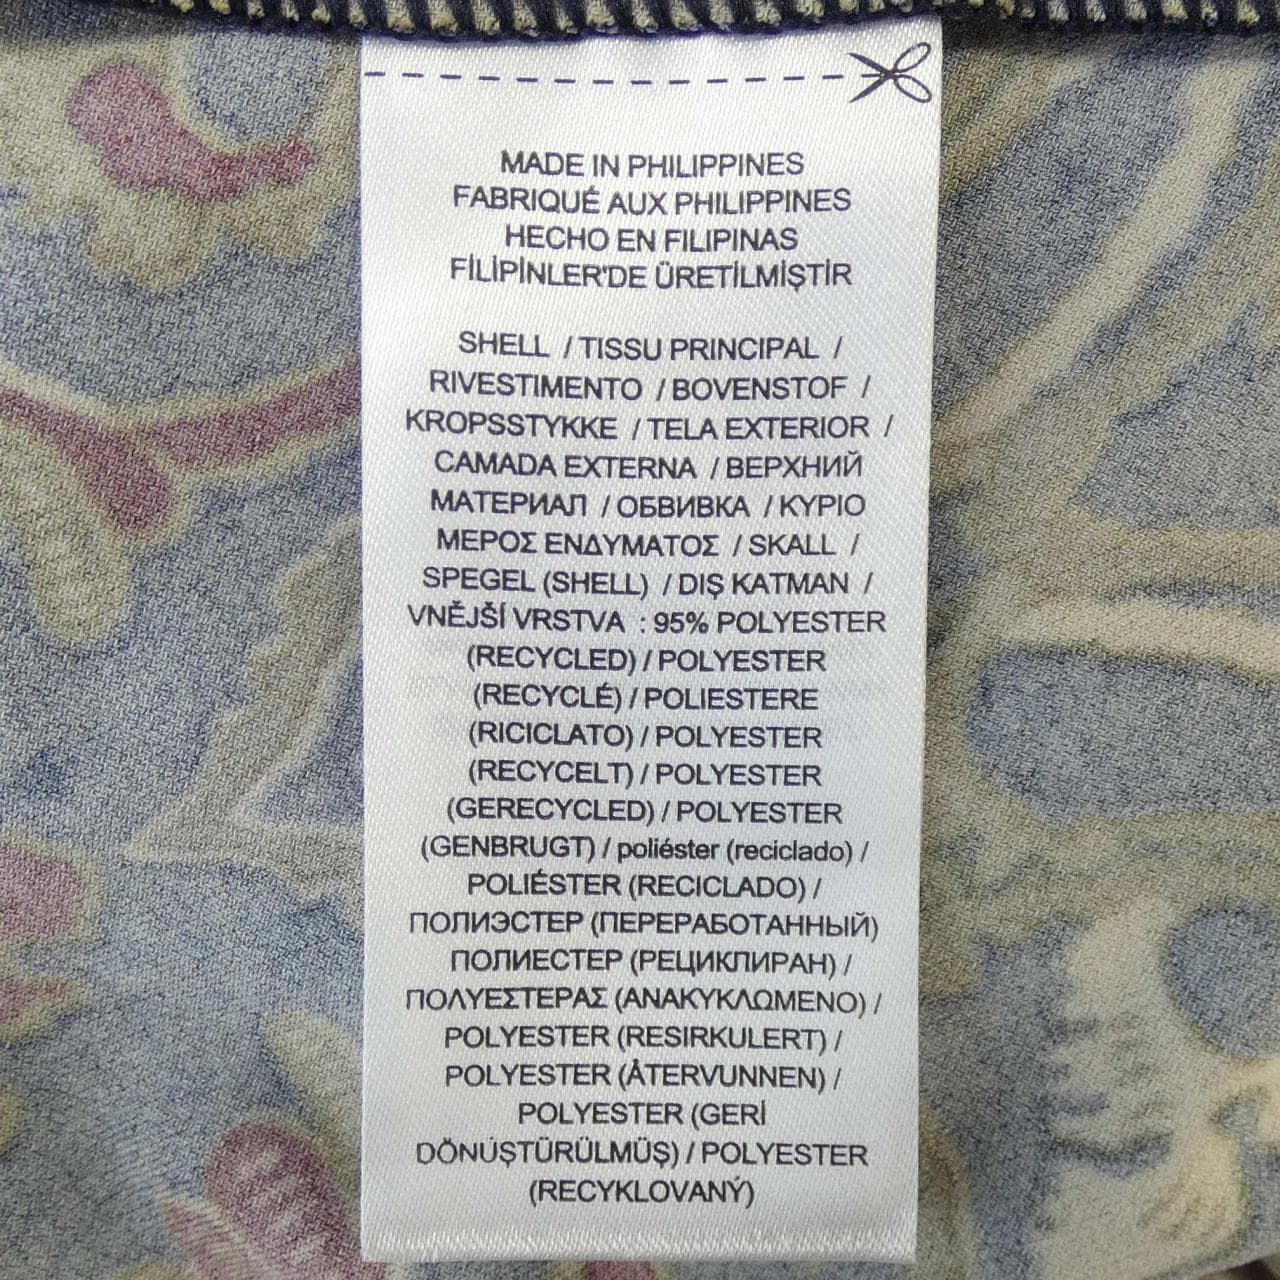 MADE IN PHILIPPINES
FABRIQUÉ AUX PHILIPPINES
HECHO EN FILIPINAS
FİLİPİNLER'DE ÜRETİLMİŞTİR
SHELL / TISSU PRINCIPAL /
RIVESTIMENTO / BOVENSTOF /
KROPSSTYKKE / TELA EXTERIOR /
CAMADA EXTERNA / ВЕРХНИЙ
МАТЕРИАЛ / ОБВИВКА / ΚΥΡΙΟ
ΜΕΡΟΣ ΕΝΔΥΜΑΤΟΣ / SKALL /
SPEGEL (SHELL) / DIŞ KATMAN /
VNĚJŠÍ VRSTVA : 95% POLYESTER
(RECYCLED) / POLYESTER
(RECYCLÉ) / POLIESTERE
(RICICLATO) / POLYESTER
(RECYCELT) / POLYESTER
(GERECYCLED) / POLYESTER
(GENBRUGT) / poliéster (reciclado) /
POLIÉSTER (RECICLADO) /
ПОЛИЭСТЕР (ПЕРЕРАБОТАННЫЙ)
ПОЛИЕСТЕР (РЕЦИКЛИРАН) /
ΠΟΛΥΕΣΤΕΡΑΣ (ΑΝΑΚΥΚΛΩΜΕΝΟ) /
POLYESTER (RESIRKULERT) /
POLYESTER (ÅTERVUNNEN) /
POLYESTER (GERİ
DÖNÜŞTÜRÜLMÜŞ) / POLYESTER
(RECYKLOVANÝ)